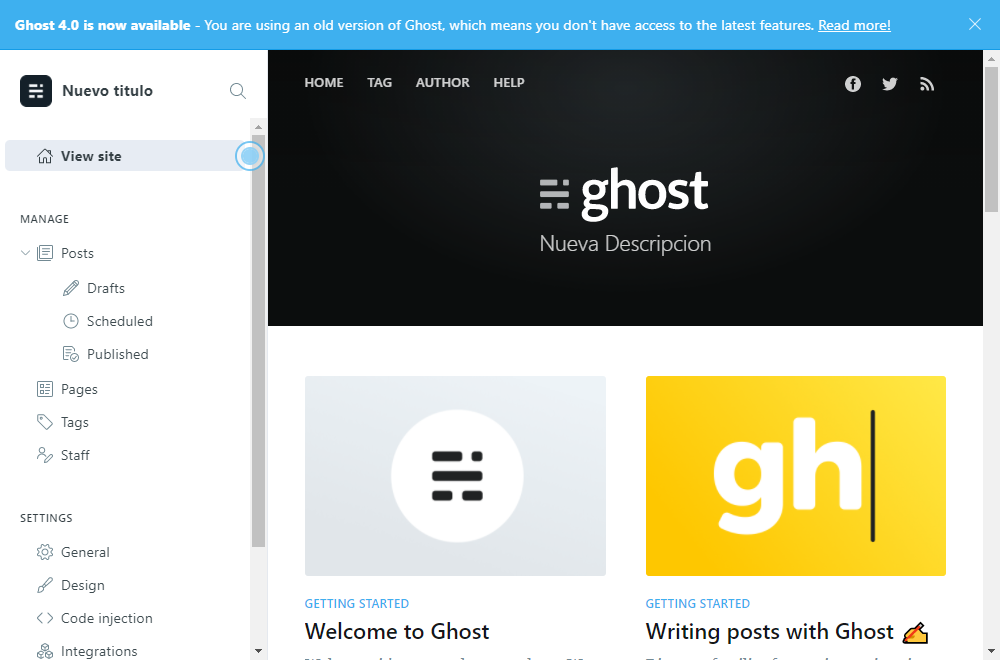 Ghost 4.0 is now available - You are using an old version of Ghost, which means you don't have access to the latest features. Read more!
Nuevo titulo
View site
MANAGE
Posts
Drafts
Scheduled
Published
Pages
Tags
Staff
SETTINGS
General
Design
Code injection
Integrations
HOME TAG AUTHOR HELP
ghost
Nueva Descripcion
gh
GETTING STARTED
Welcome to Ghost
GETTING STARTED
Writing posts with Ghost ✍️